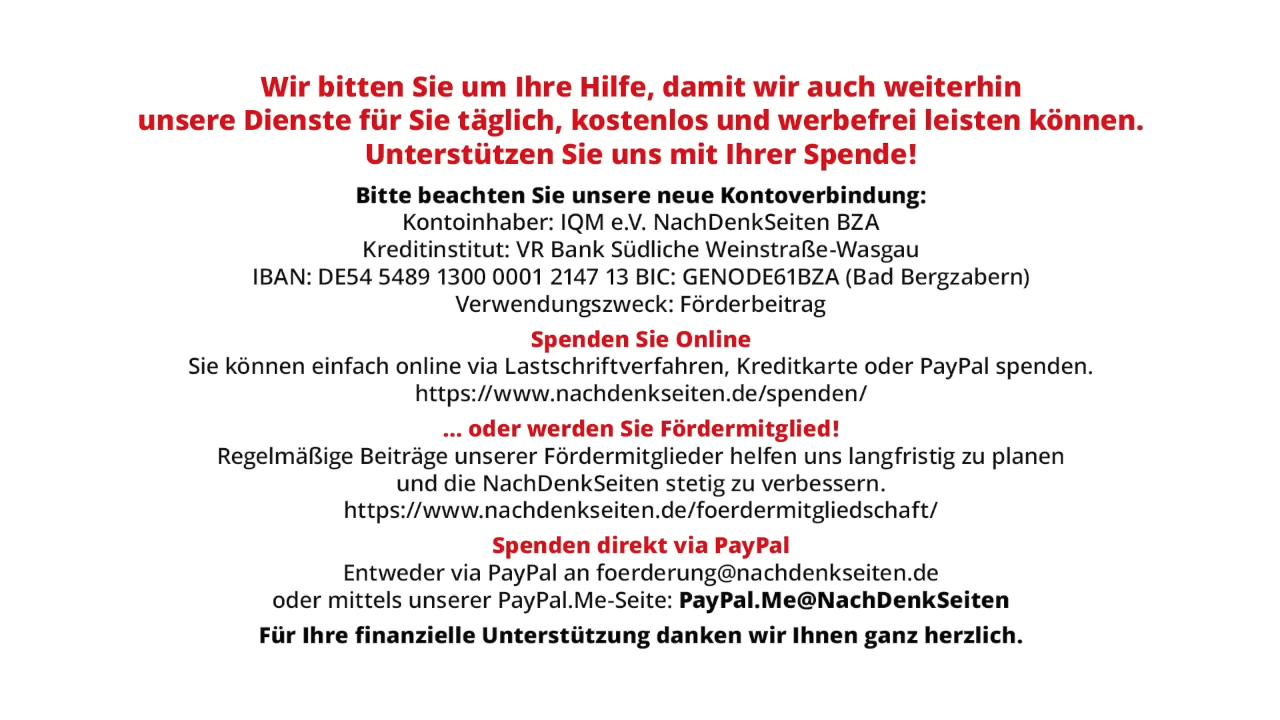 Wir bitten Sie um Ihre Hilfe, damit wir auch weiterhin
unsere Dienste für Sie täglich, kostenlos und werbefrei leisten können.
Unterstützen Sie uns mit Ihrer Spende!
Bitte beachten Sie unsere neue Kontoverbindung:
Kontoinhaber: IQM e.V. NachDenkSeiten BZA
Kreditinstitut: VR Bank Südliche Weinstraße-Wasgau
IBAN: DE54 5489 1300 0001 2147 13 BIC: GENODE61BZA (Bad Bergzabern)
Verwendungszweck: Förderbeitrag
Spenden Sie Online
Sie können einfach online via Lastschriftverfahren, Kreditkarte oder PayPal spenden.
https://www.nachdenkseiten.de/spenden/
... oder werden Sie Fördermitglied!
Regelmäßige Beiträge unserer Fördermitglieder helfen uns langfristig zu planen
und die NachDenkSeiten stetig zu verbessern.
https://www.nachdenkseiten.de/foerdermitgliedschaft/
Spenden direkt via PayPal
Entweder via PayPal an foerderung@nachdenkseiten.de
oder mittels unserer PayPal.Me-Seite: PayPal.Me@NachDenkSeiten
Für Ihre finanzielle Unterstützung danken wir Ihnen ganz herzlich.